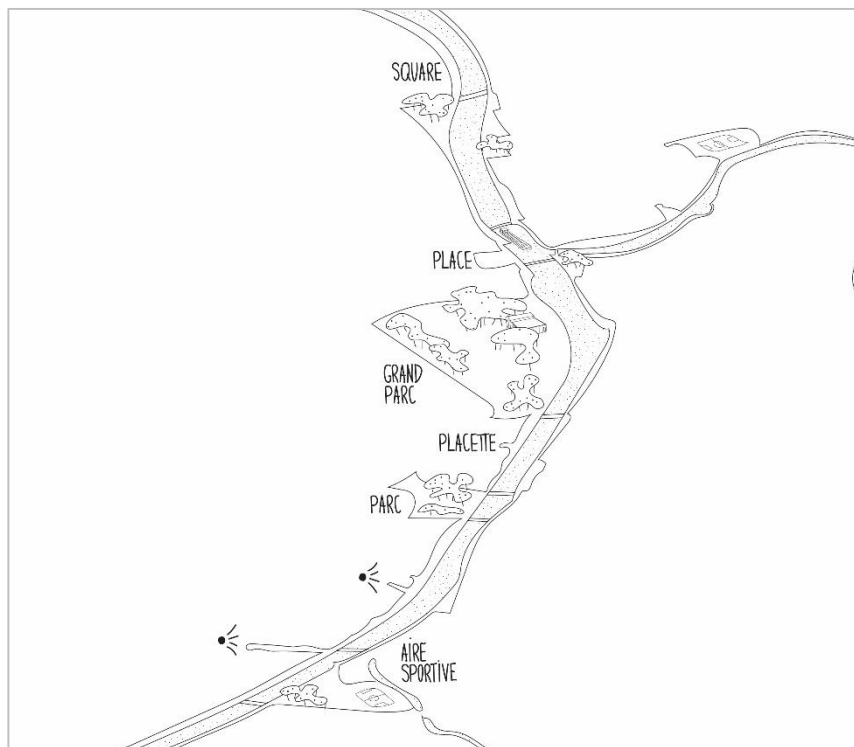 SQUARE
PLACE
GRAND
PARC
PLACETTE
PARC
AIRE
SPORTIVE